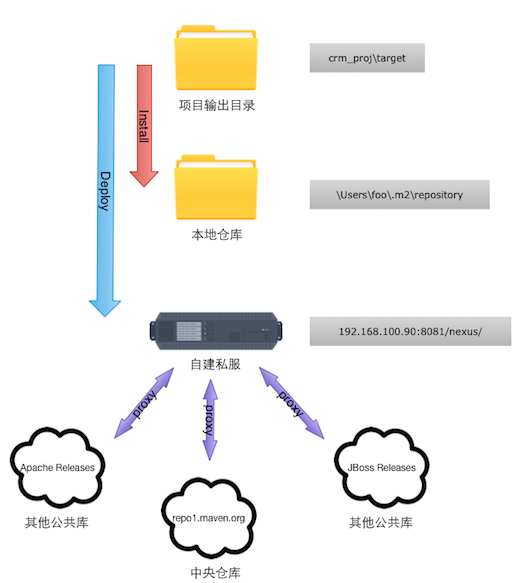 crm_proj\target
项目输出目录
Install
Deploy
\Users\foo\.m2\repository
本地仓库
192.168.100.90:8081/nexus/
自建私服
proxy
proxy
proxy
Apache Releases
JBoss Releases
其他公共库
repo1.maven.org
其他公共库
中央仓库